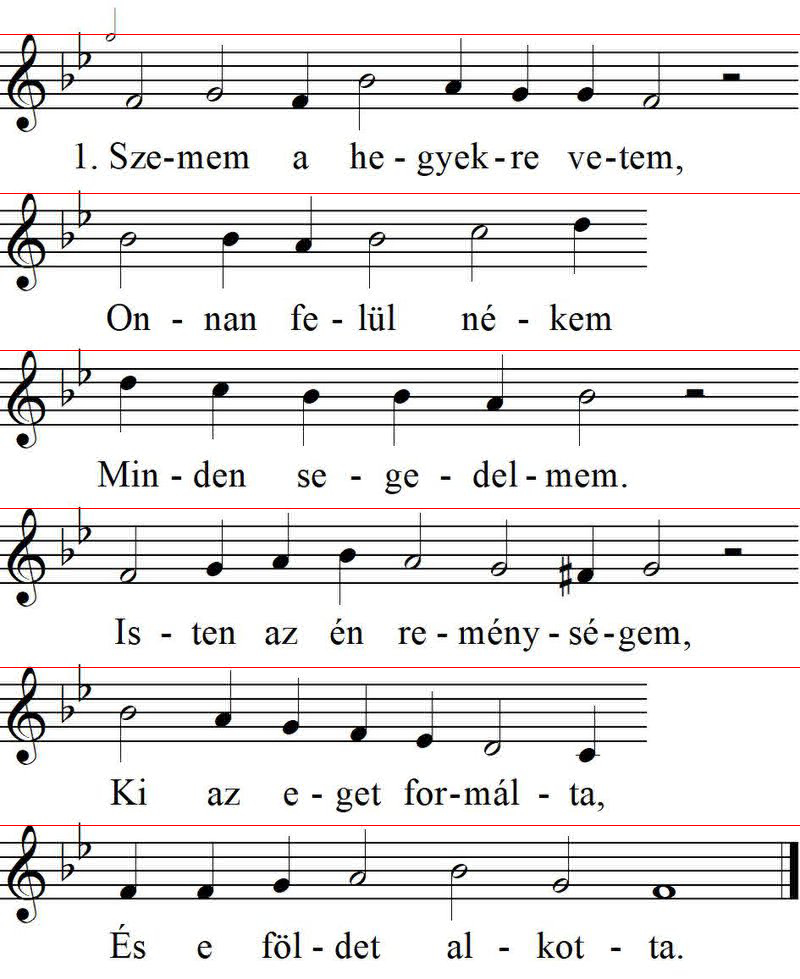 1. Sze-mem a he-gyek-re ve-tem,
On - nan fe - lül né - kem
Min - den se - ge - del - mem.
Is - ten az én re - mény - sé-gem,
Ki az e - get for-mál - ta,
És e föl - det al - kot - ta.